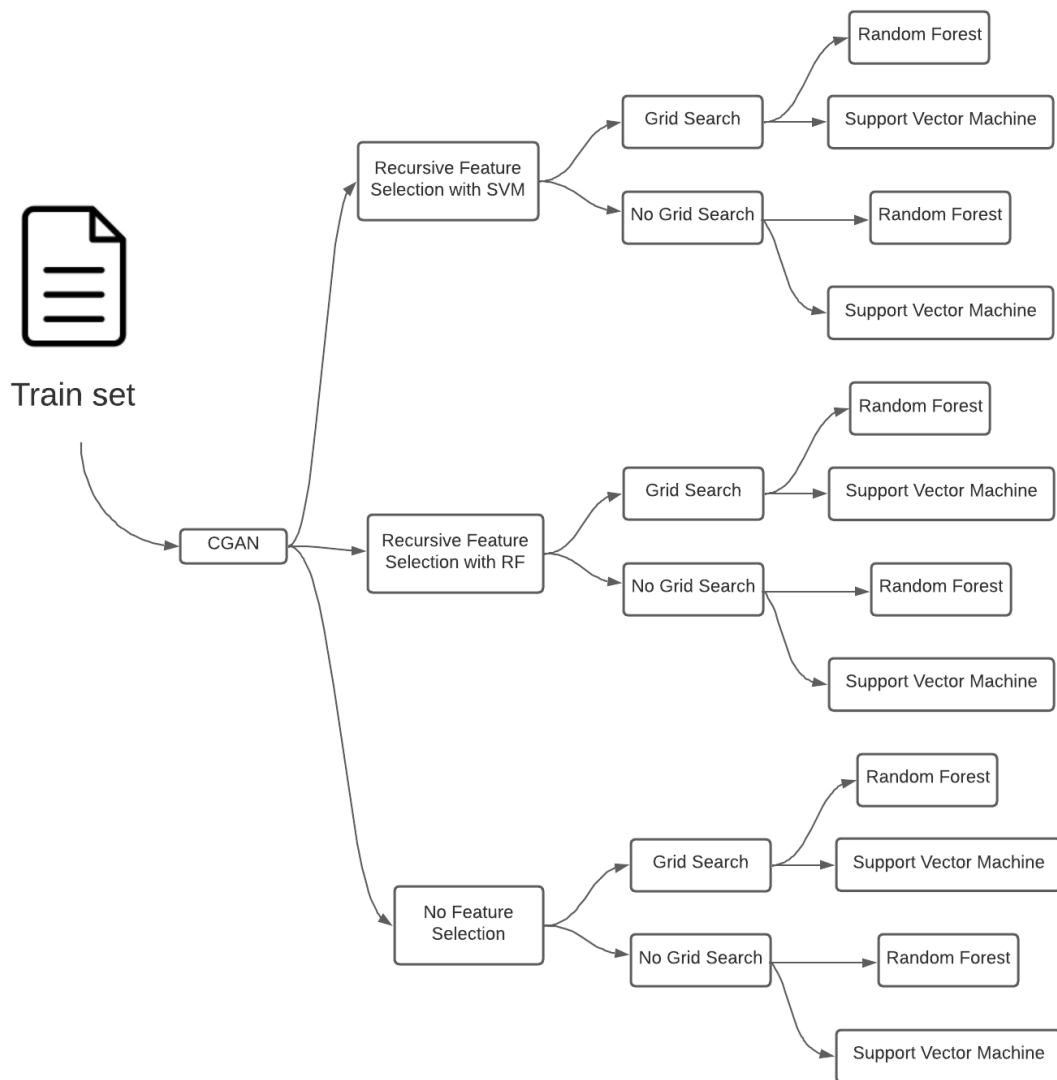 Train set
CGAN
Recursive Feature
Selection with SVM
Grid Search
Random Forest
Support Vector Machine
No Grid Search
Random Forest
Support Vector Machine
Recursive Feature
Selection with RF
Grid Search
Random Forest
Support Vector Machine
No Grid Search
Random Forest
Support Vector Machine
No Feature
Selection
Grid Search
Random Forest
Support Vector Machine
No Grid Search
Random Forest
Support Vector Machine